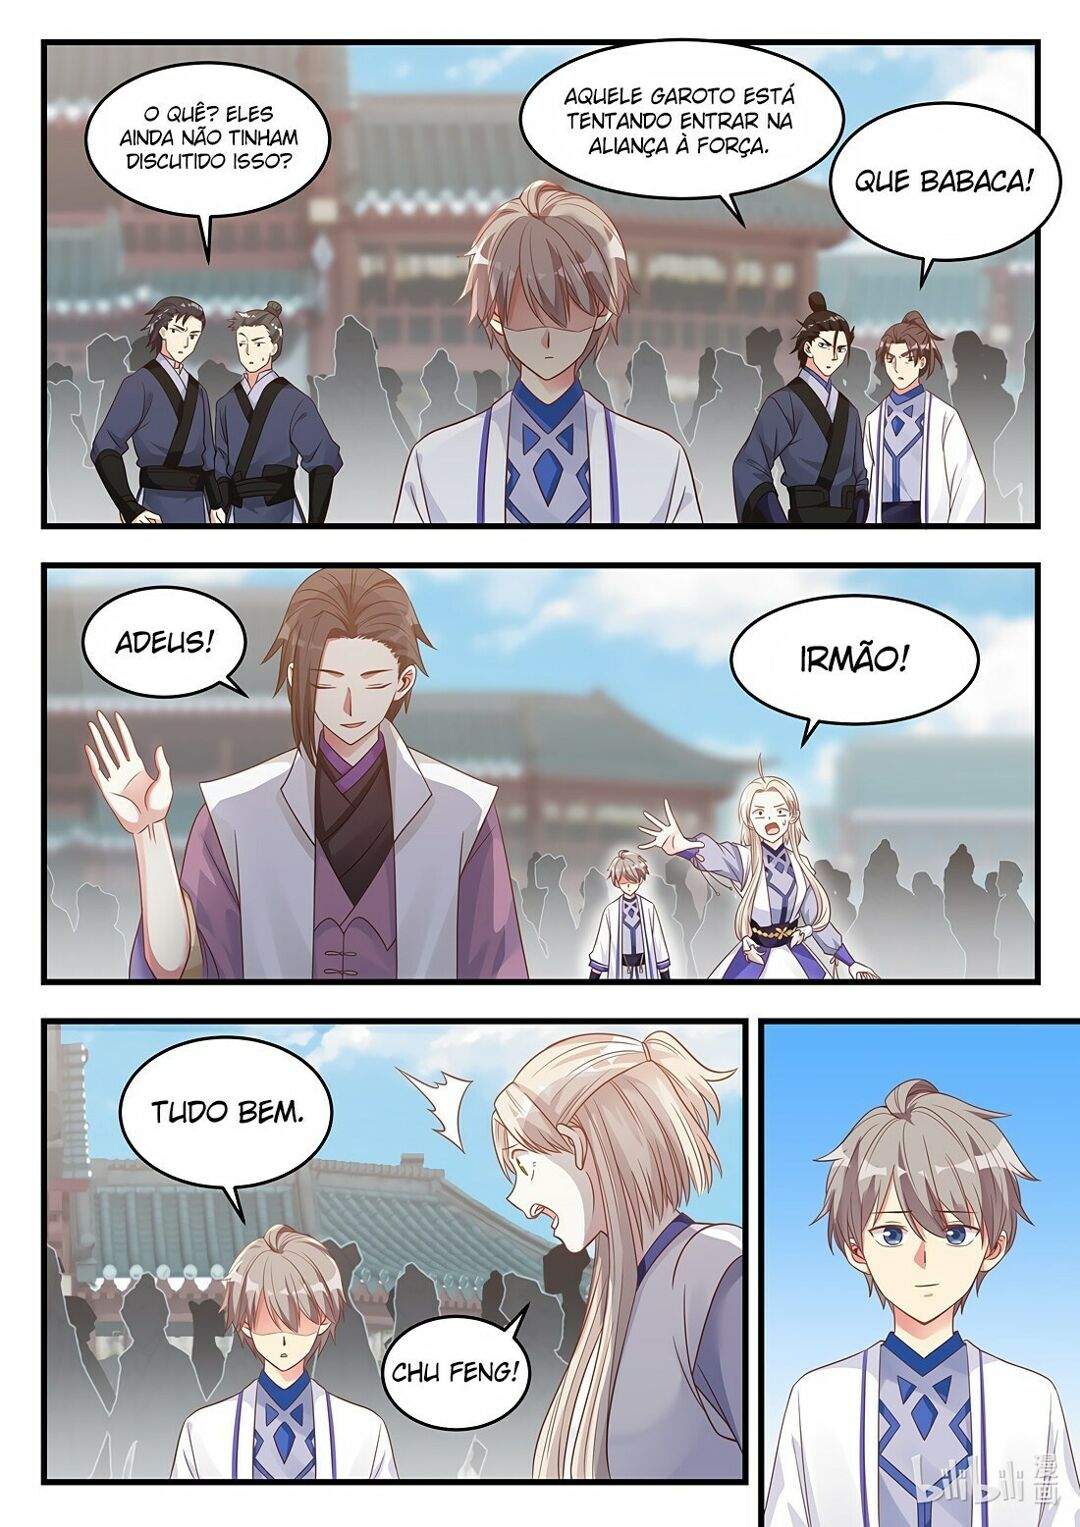 O QUÊ? ELES
AINDA NÃO TINHAM
DISCUTIDO ISSO?
AQUELE GAROTO ESTÁ
TENTANDO ENTRAR NA
ALIANÇA À FORÇA.
QUE BABACA!
ADEUS!
IRMÃO!
TUDO BEM.
CHU FENG!
bilibili 漫画